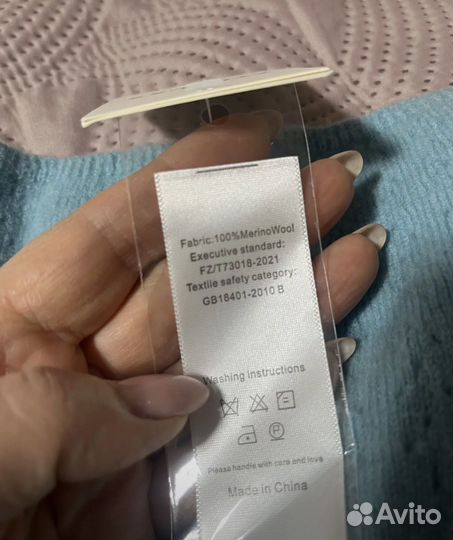 Fabric:100%MerinoWool
Executive standard:
FZ/T73018-2021
Textile safety category:
GB18401-2010 B
Washing instructions
P
Please handle with care and love
Made in China
Avito